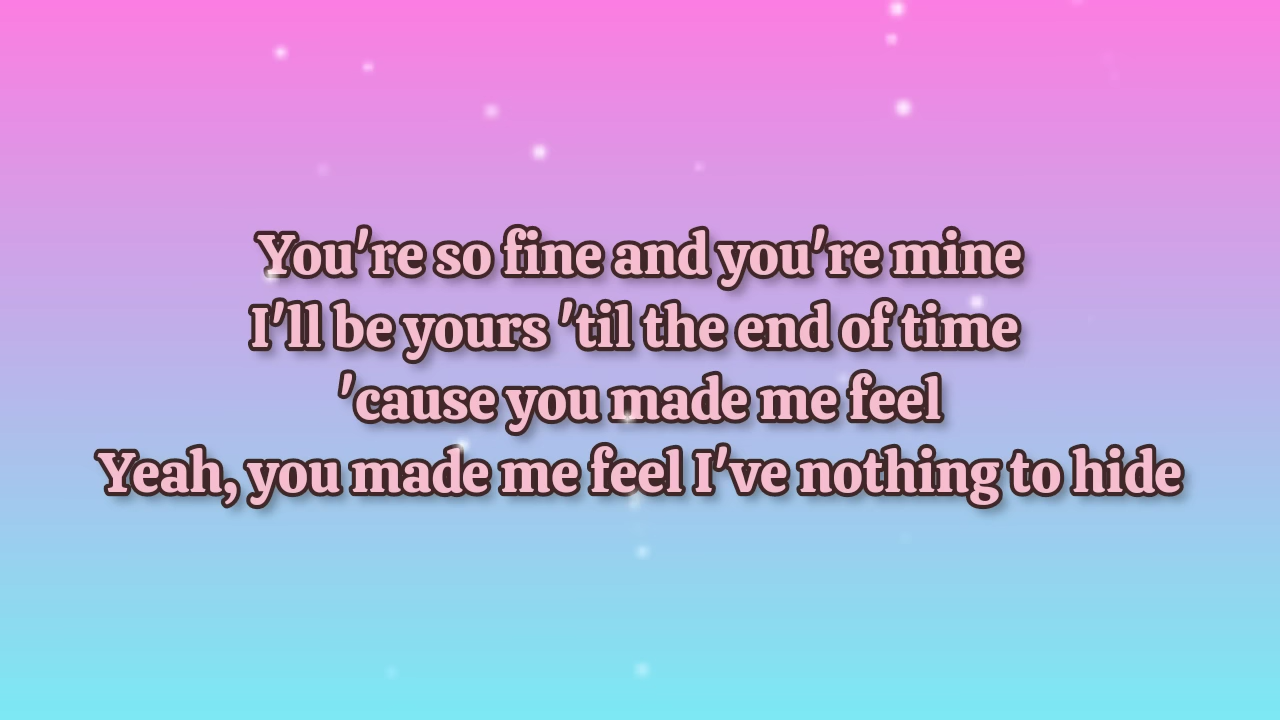 You're so fine and you're mine
I'll be yours 'til the end of time
'cause you made me feel
Yeah, you made me feel I've nothing to hide